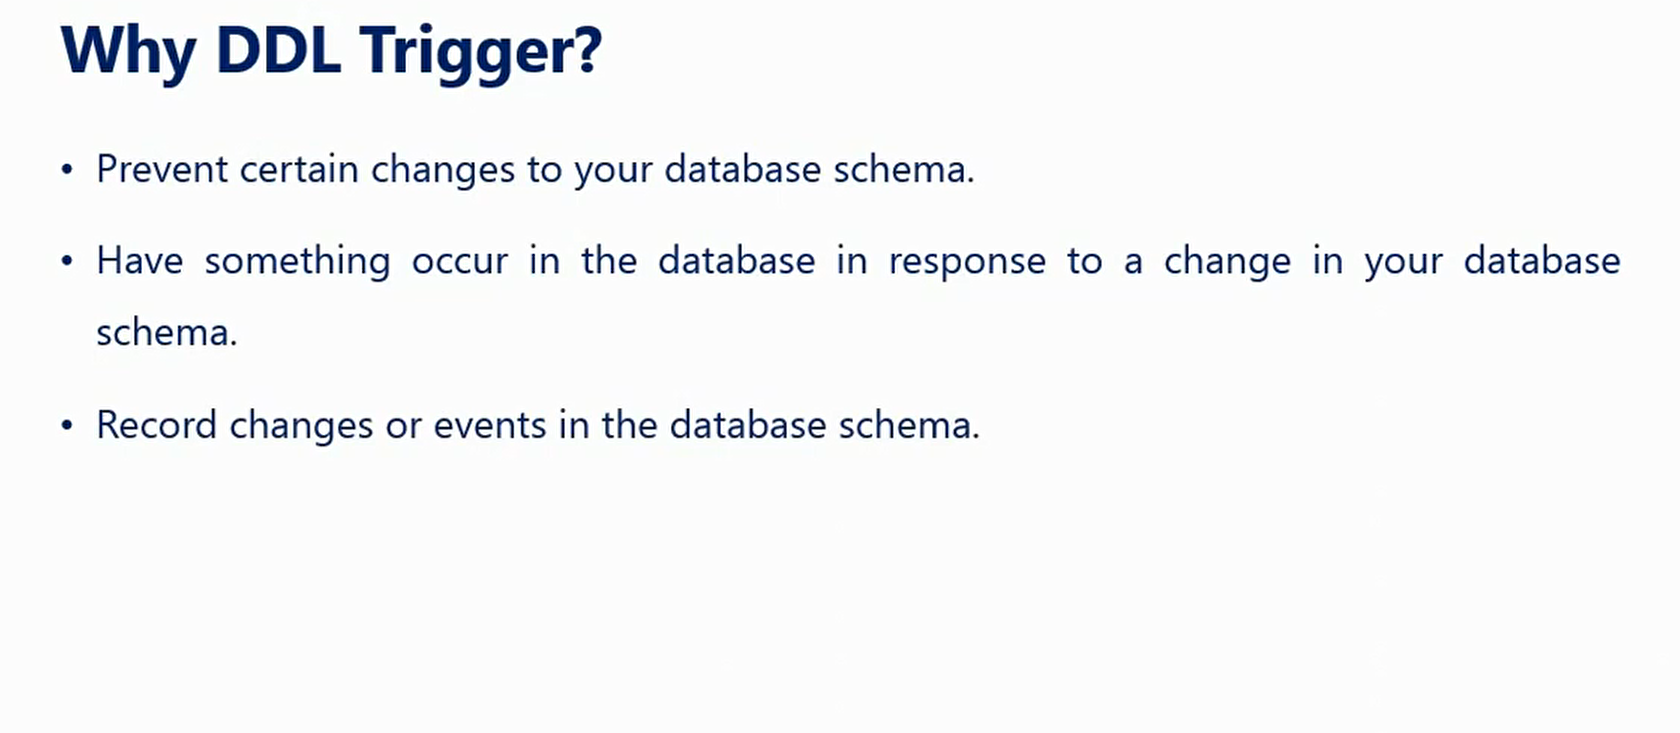 Why DDL Trigger?
• Prevent certain changes to your database schema.
• Have something occur in the database in response to a change in your database
schema.
• Record changes or events in the database schema.